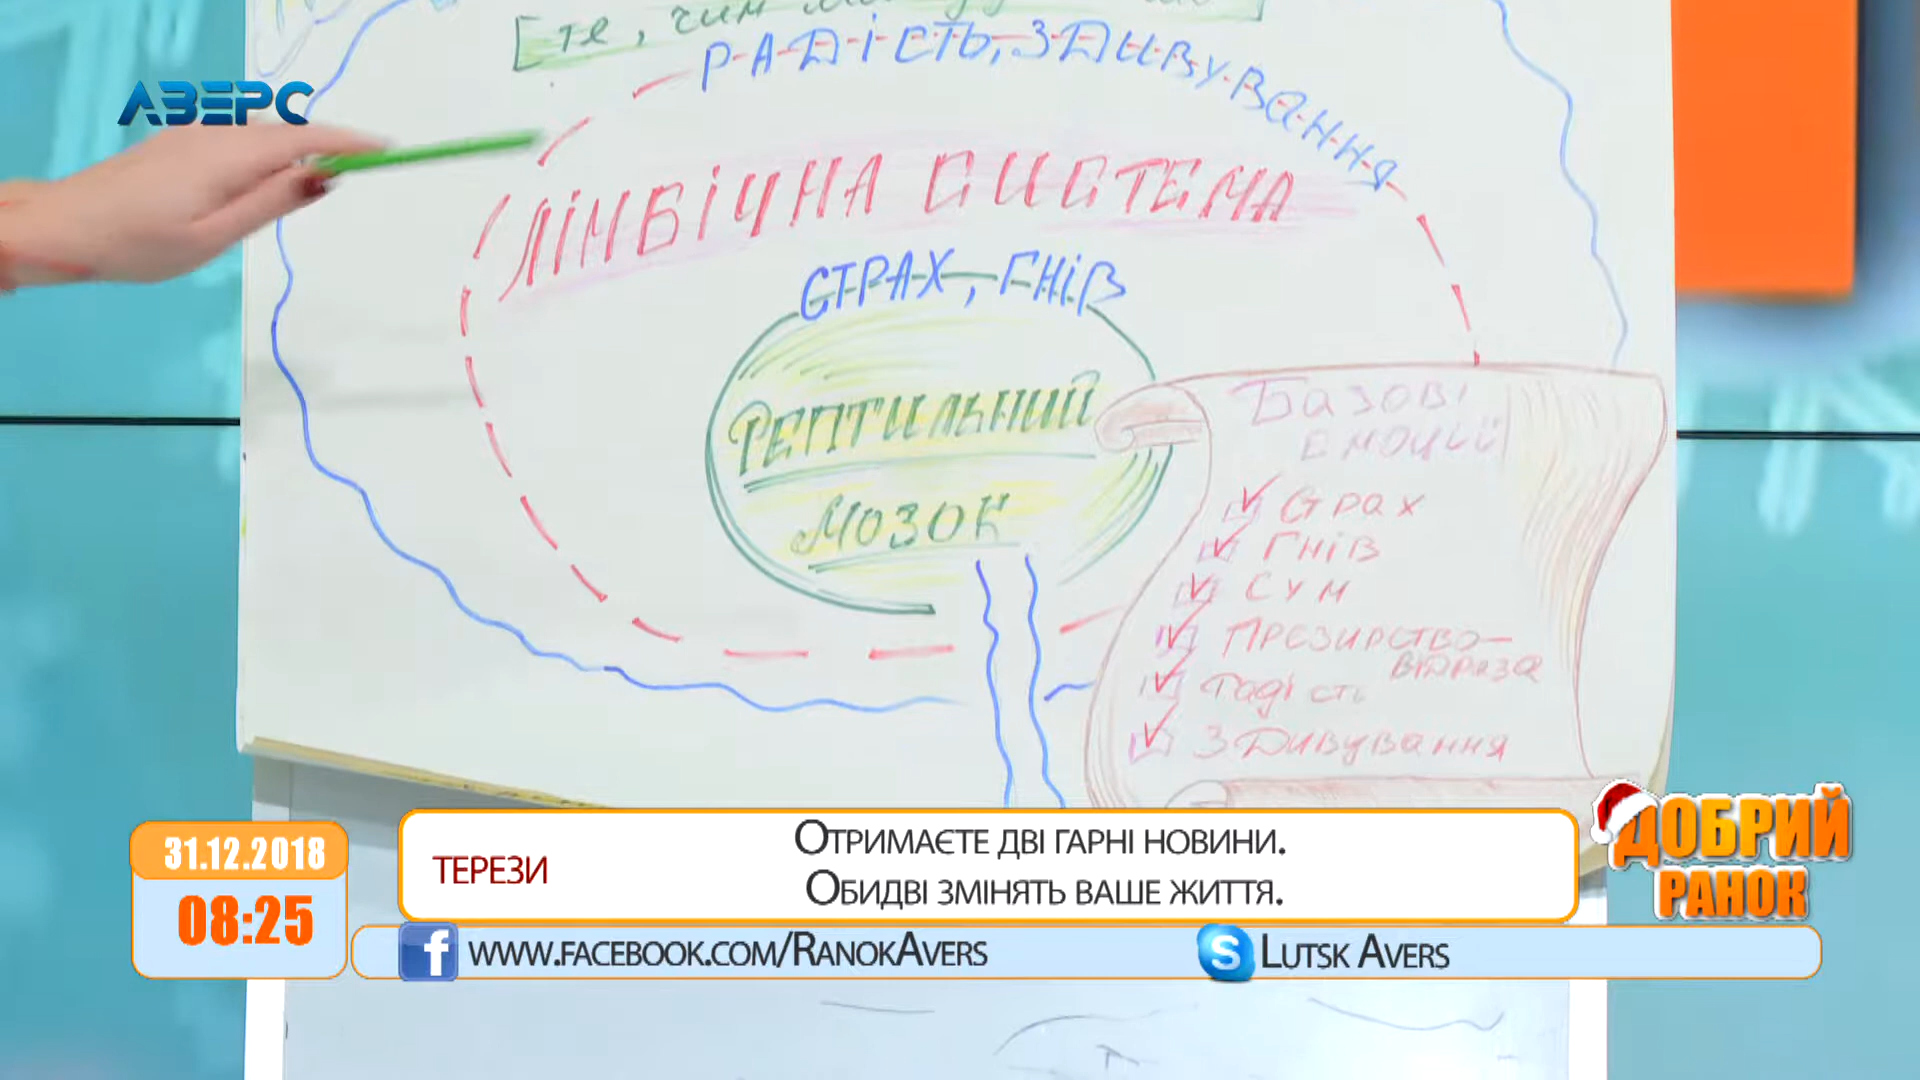 [те, чим
РАДІСТЬ, ЗДИВУВАННЯ
АВЕРС
ЛІМБІЧНА СИСТЕМА
СТРАХ, ГНІВ
РЕПТИЛЬНИЙ
МОЗОК
Базові
емоції
Страх
Гнів
Сум
Презирство-
відраза
Радість
Здивування
31.12.2018
08:25
ТЕРЕЗИ
Отримаєте дві гарні новини.
Обидві змінять ваше життя.
ДОБРИЙ
РАНОК
www.facebook.com/RanokAvers
Lutsk Avers